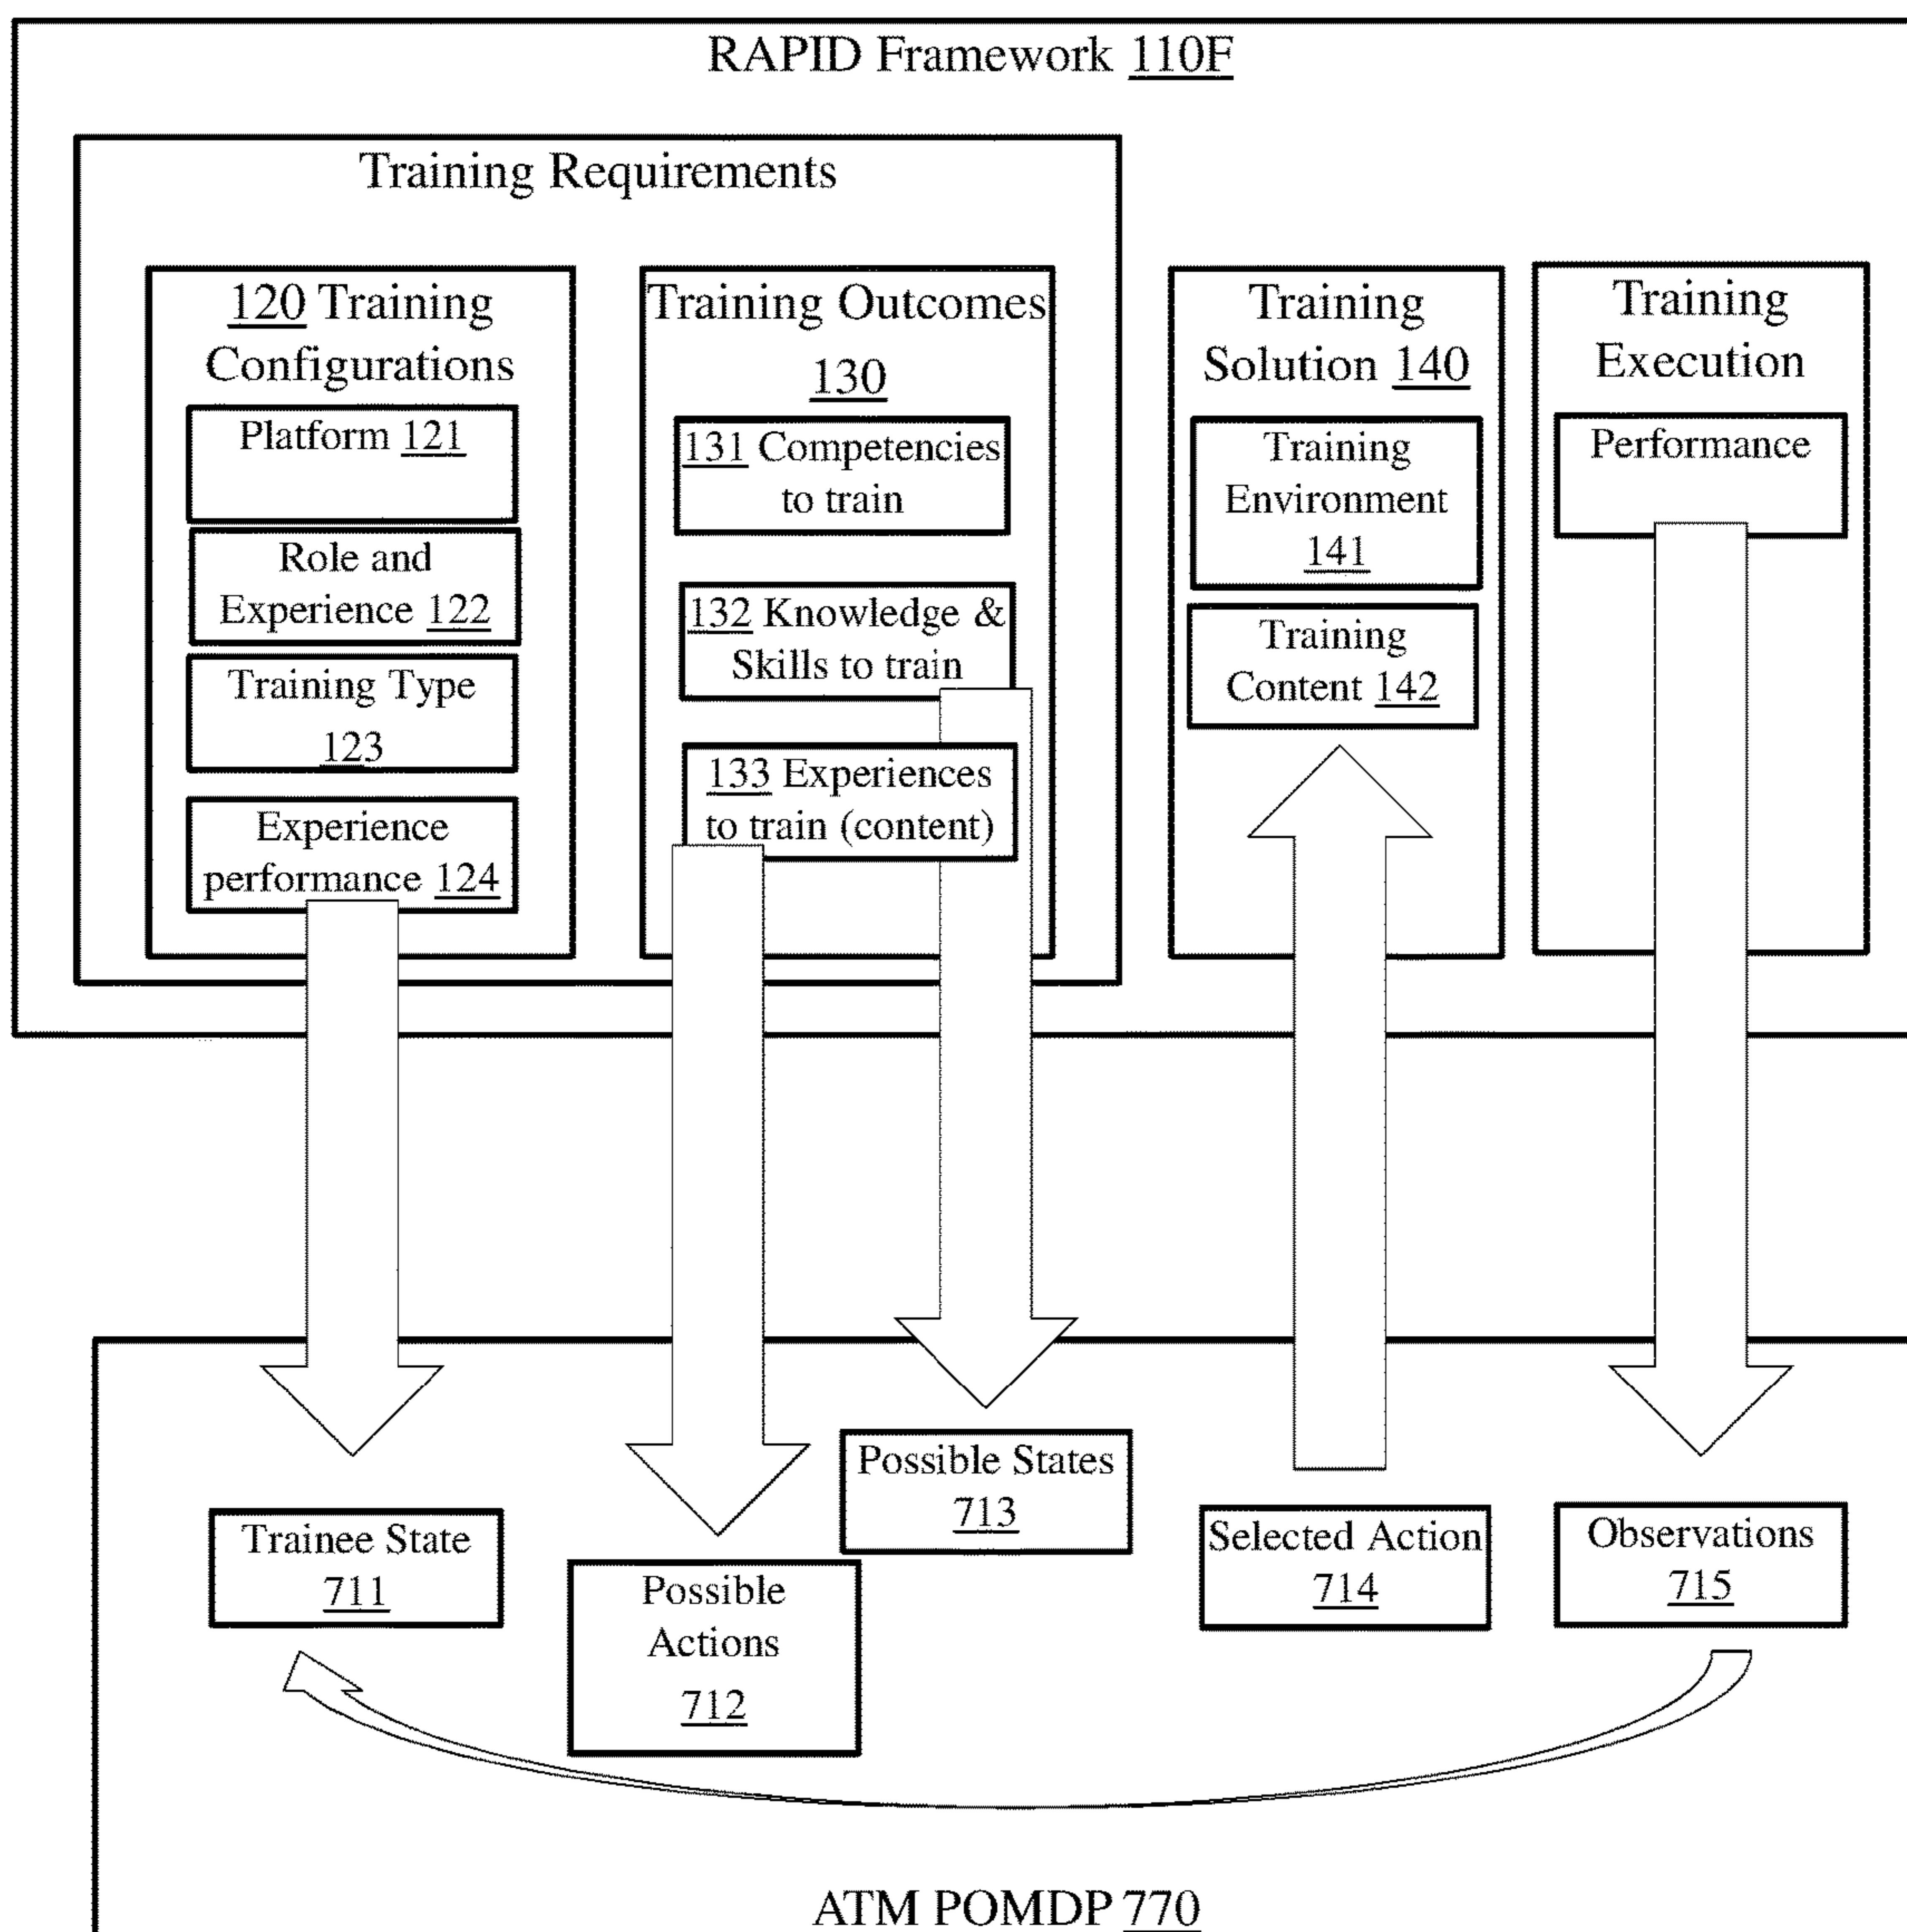 RAPID Framework 110F
Training Requirements
120 Training
Configurations
Platform 121
Role and
Experience 122
Training Type
123
Experience
performance 124
Training Outcomes
130
131 Competencies
to train
132 Knowledge &
Skills to train
133 Experiences
to train (content)
Training
Solution 140
Training
Environment
141
Training
Content 142
Training
Execution
Performance
Trainee State
711
Possible
Actions
712
Possible States
713
Selected Action
714
Observations
715
ATM POMDP 770